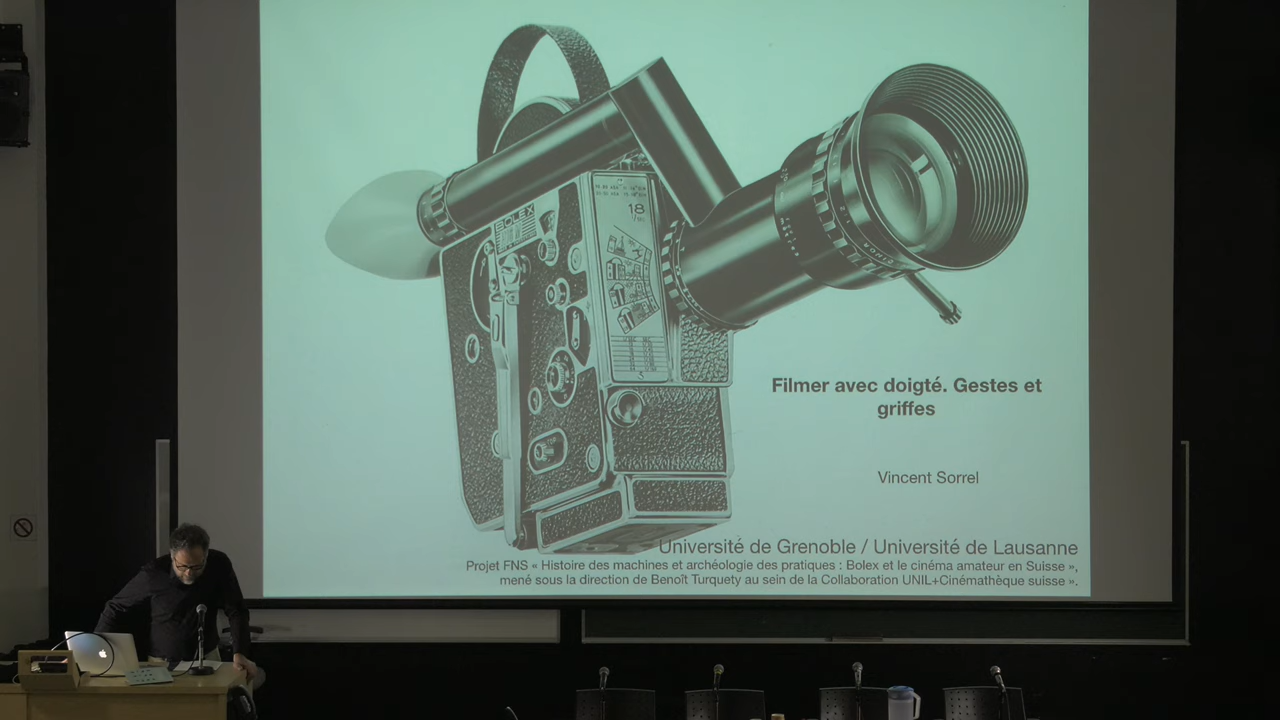 BOLEX
18
Filmer avec doigté. Gestes et
griffes
Vincent Sorrel
Université de Grenoble / Université de Lausanne
Projet FNS « Histoire des machines et archéologie des pratiques : Bolex et le cinéma amateur en Suisse »,
mené sous la direction de Benoît Turquety au sein de la Collaboration UNIL+Cinémathèque suisse ».